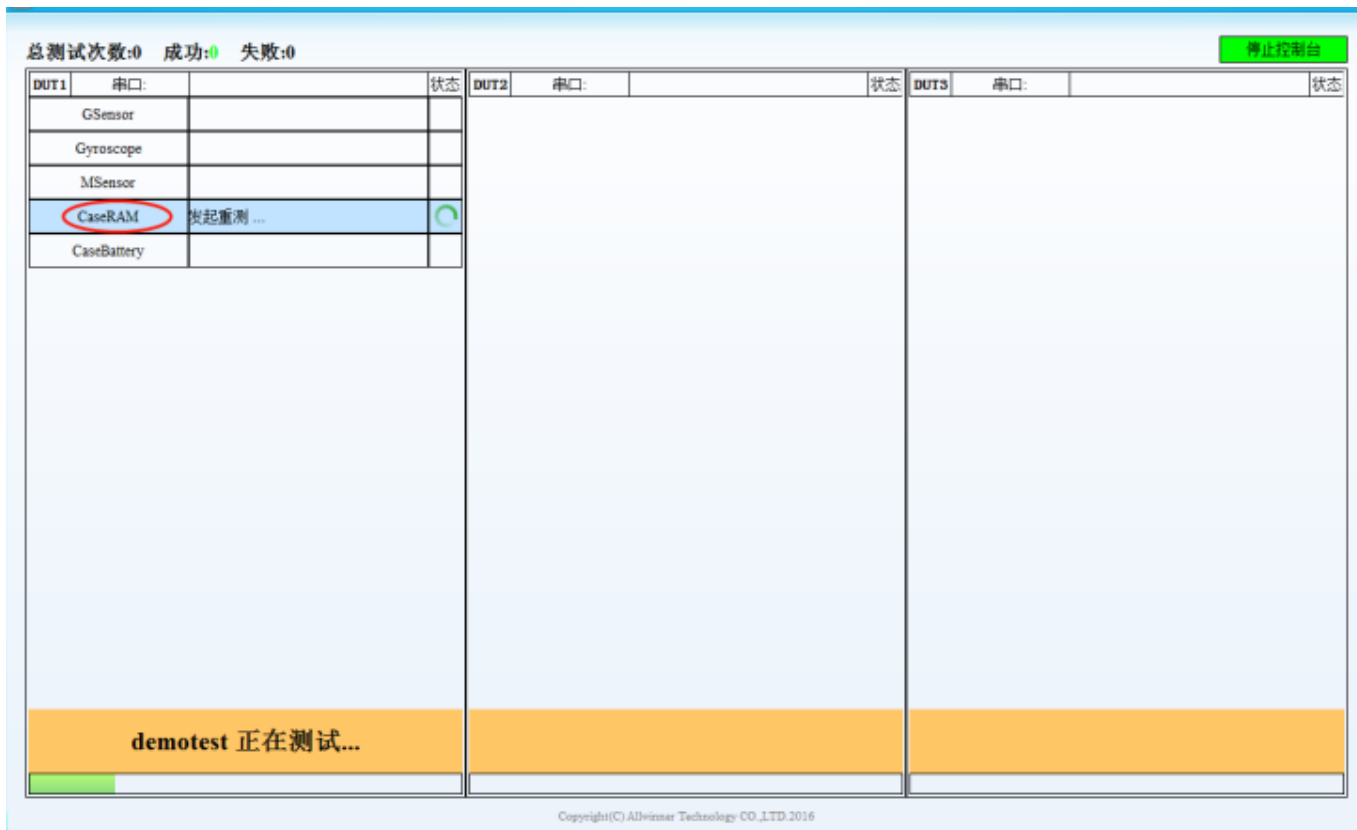 总测试次数:0 成功:0 失败:0
停止控制台
DUT1 串口: 状态 DUT2 串口: 状态 DUT3 串口: 状态
GSensor
Gyroscope
MSensor
CaseRAM 发起重测 ...
CaseBattery
demotest 正在测试...
Copyright(C) Allwinner Technology CO.,LTD.2016